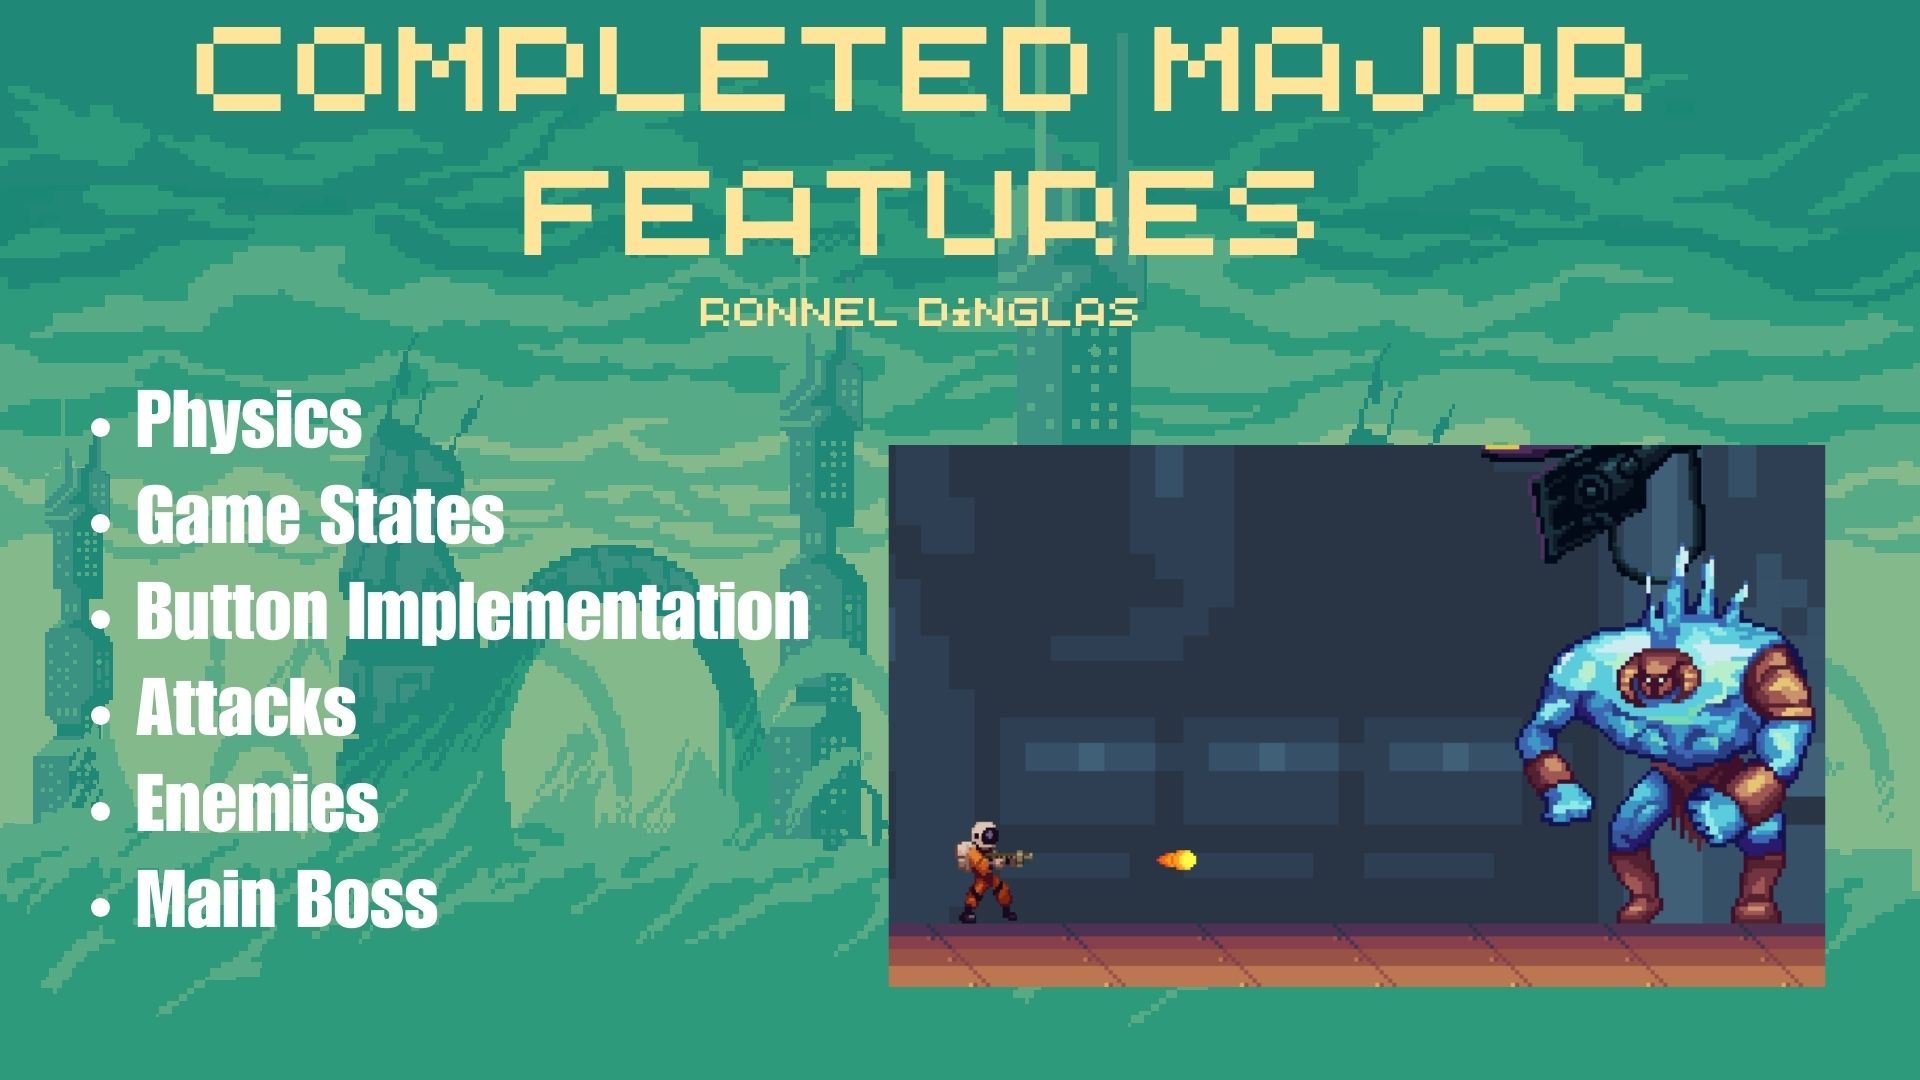 COMPLETED MAJOR
FEATURES
RONNEL DiNGLAS
• Physics
• Game States
• Button Implementation
• Attacks
• Enemies
• Main Boss